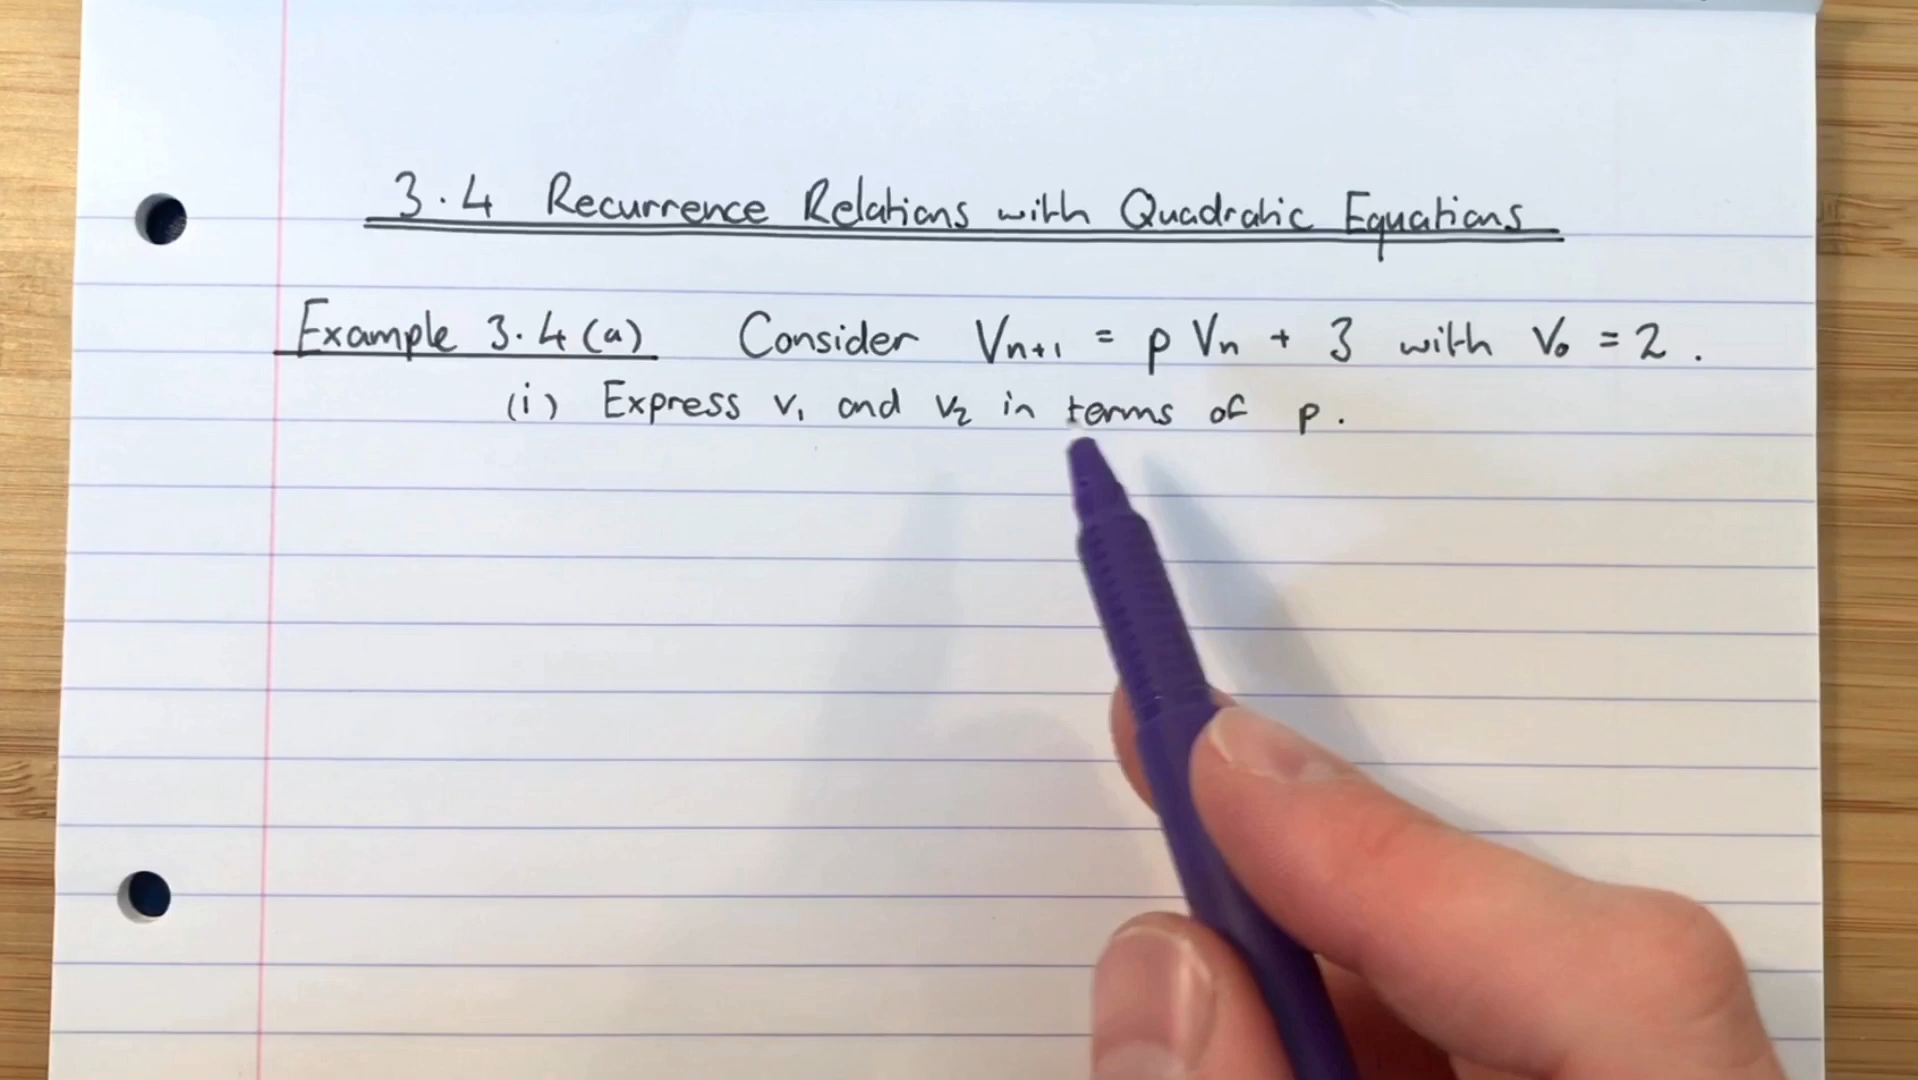 3.4 Recurrence Relations with Quadratic Equations
Example 3.4(a) Consider Vn+1 = p Vn + 3 with V₀ = 2.
(i) Express v₁ and v₂ in terms of p.